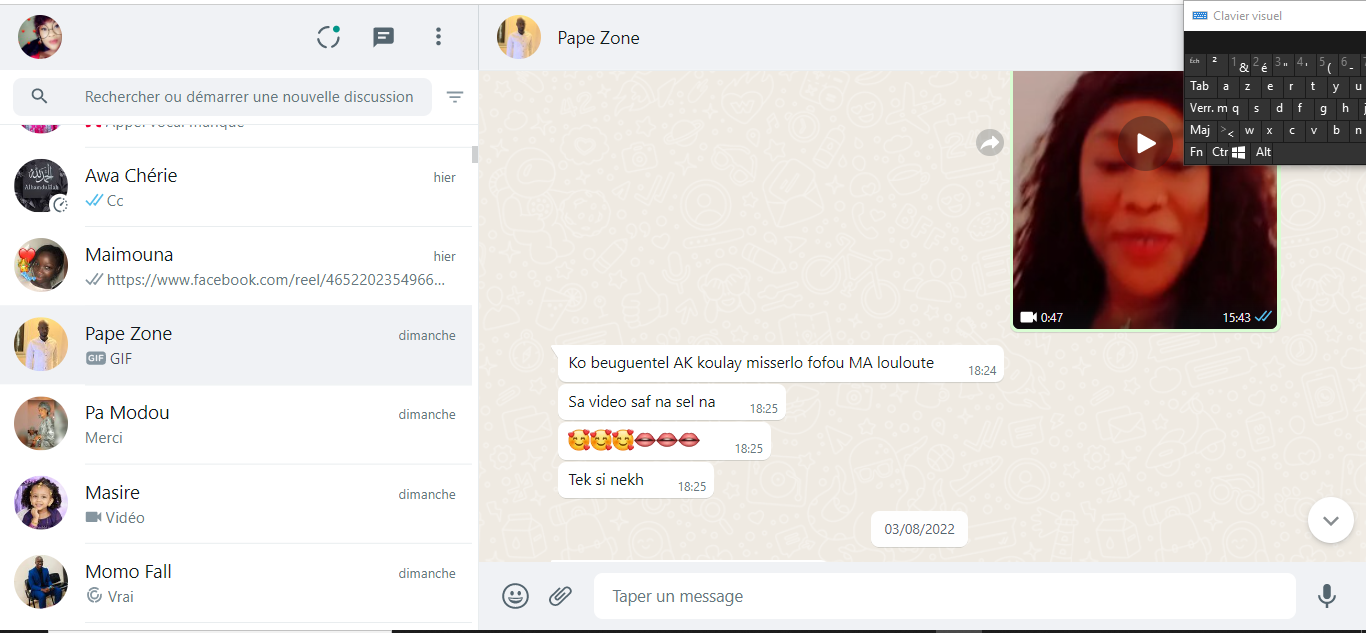 Pape Zone
Clavier visuel
Éch ² 1 & 2 é 3 " 4 ' 5 ( 6 -
Tab a z e r t y u
Verr. m q s d f g h j
Maj > < w x c v b n
Fn Ctr Alt
Rechercher ou démarrer une nouvelle discussion
Appel vocal manqué
Awa Chérie hier
Cc
Maimouna hier
https://www.facebook.com/reel/4652202354966...
Pape Zone dimanche
GIF GIF
Pa Modou dimanche
Merci
Masire dimanche
Vidéo
Momo Fall dimanche
Vrai
0:47 15:43
Ko beuguentel AK koulay misserlo fofou MA louloute 18:24
Sa video saf na sel na 18:25
🥰🥰🥰👄👄👄 18:25
Tek si nekh 18:25
03/08/2022
Taper un message